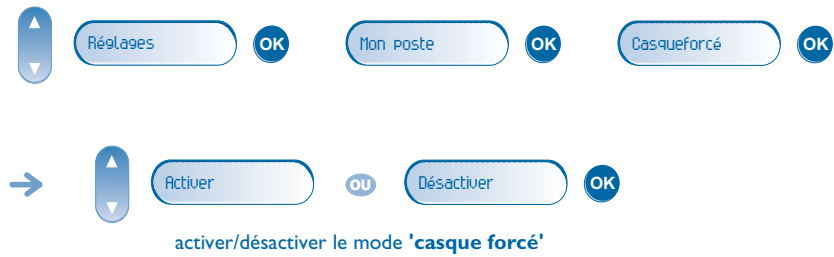 Réglages OK Mon poste OK Casqueforcé OK
Activer OU Désactiver OK
activer/désactiver le mode 'casque forcé'